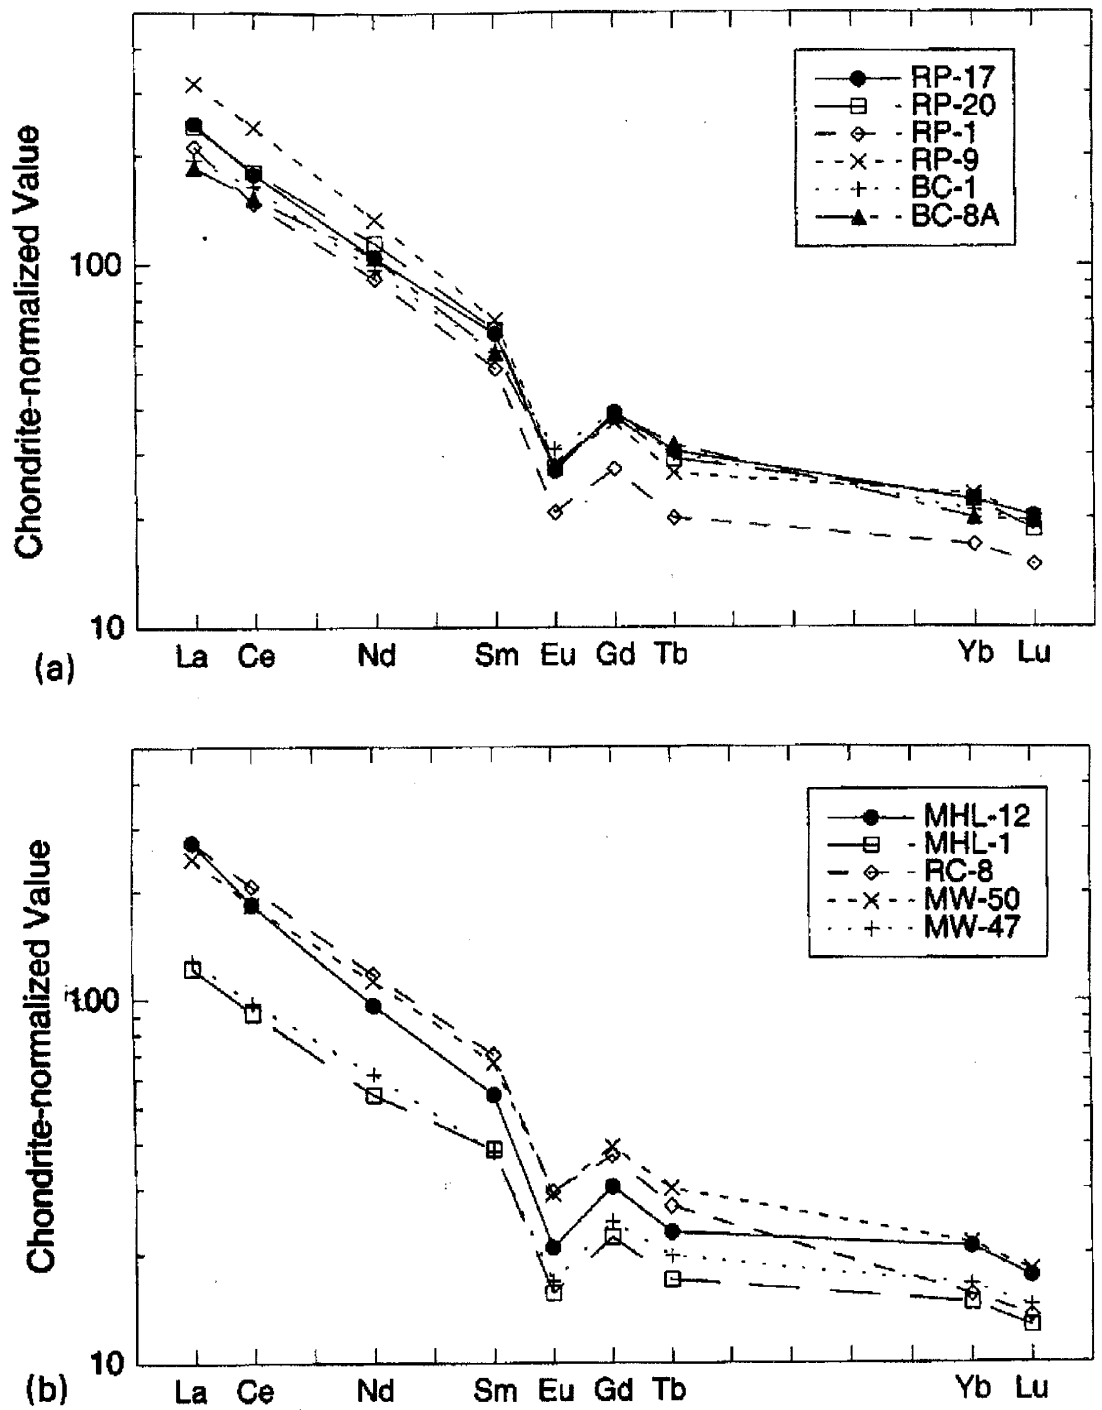 RP-17
RP-20
RP-1
RP-9
BC-1
BC-8A
Chondrite-normalized Value
100
10
La Ce Nd Sm Eu Gd Tb Yb Lu
(a)
MHL-12
MHL-1
RC-8
MW-50
MW-47
Chondrite-normalized Value
100
10
La Ce Nd Sm Eu Gd Tb Yb Lu
(b)